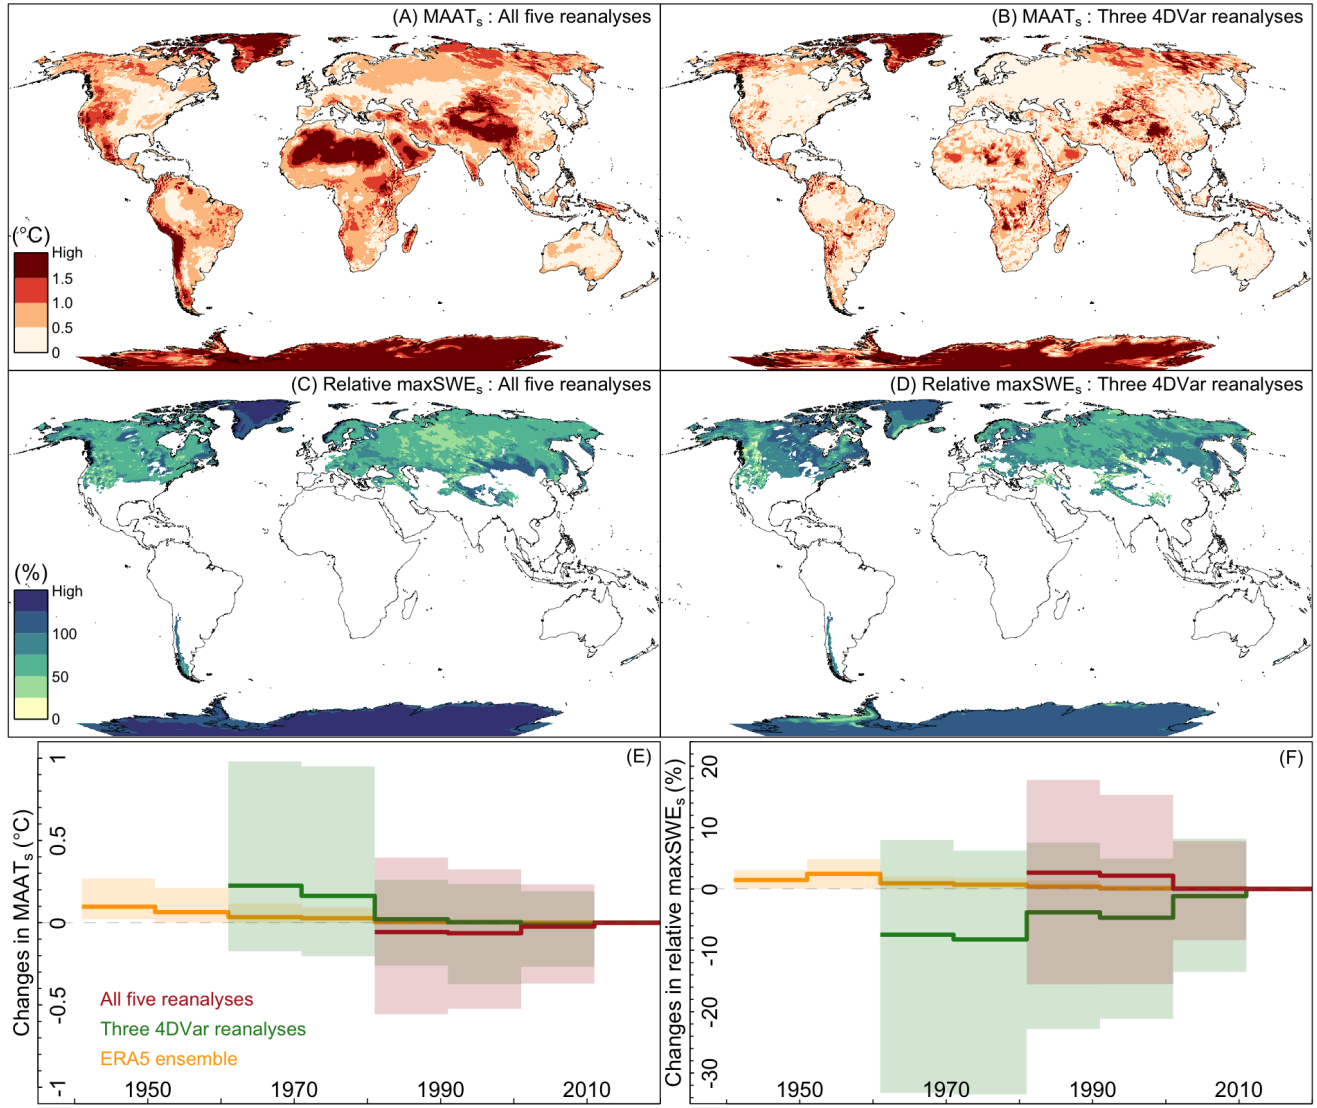 (A) MAATs : All five reanalyses
(B) MAATs : Three 4DVar reanalyses
(°C)
High
1.5
1.0
0.5
0
(C) Relative maxSWEs : All five reanalyses
(D) Relative maxSWEs : Three 4DVar reanalyses
(%)
High
100
50
0
(E)
Changes in MAATs (°C)
1
0.5
0
-0.5
-1
All five reanalyses
Three 4DVar reanalyses
ERA5 ensemble
1950 1970 1990 2010
(F)
Changes in relative maxSWEs (%)
20
10
0
-10
-20
-30
1950 1970 1990 2010